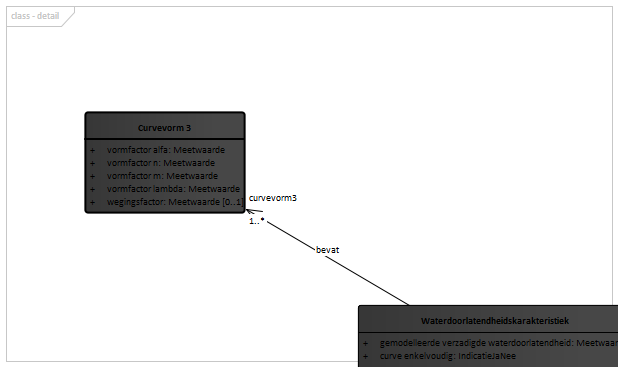 class - detail
Curvevorm 3
+ vormfactor alfa: Meetwaarde
+ vormfactor n: Meetwaarde
+ vormfactor m: Meetwaarde
+ vormfactor lambda: Meetwaarde
+ wegingsfactor: Meetwaarde [0..1]
curvevorm3
1..*
bevat
Waterdoorlatendheidskarakteristiek
+ gemodelleerde verzadigde waterdoorlatendheid: Meetwaar
+ curve enkelvoudig: IndicatieJaNee